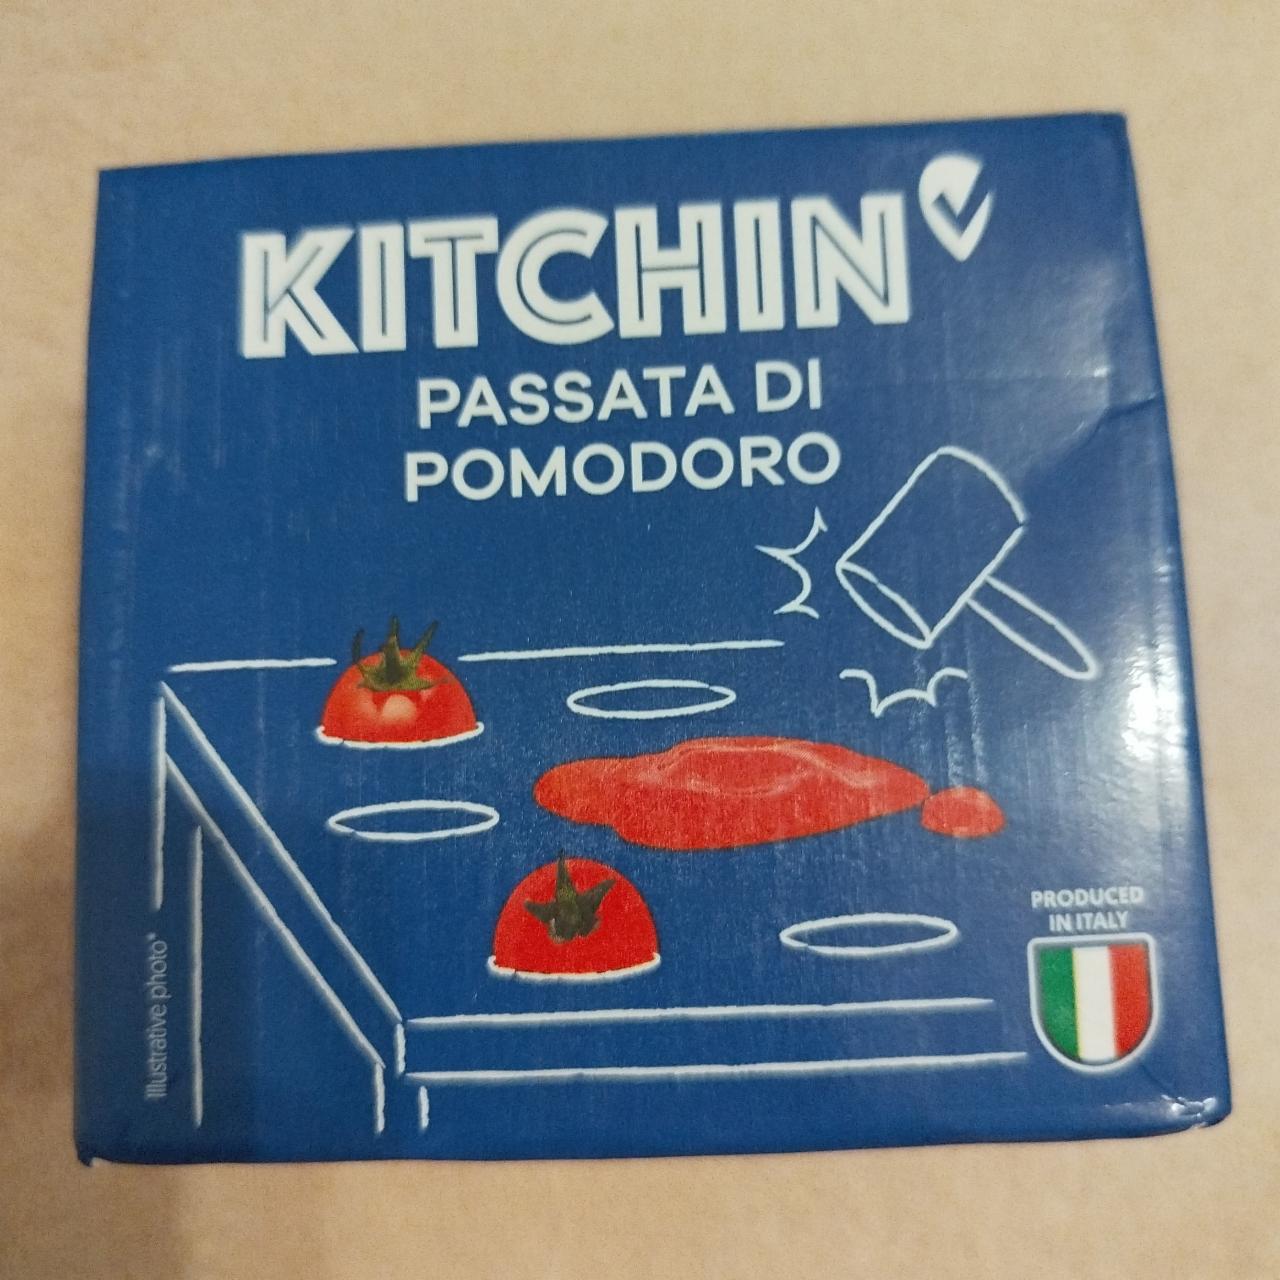 KITCHIN
PASSATA DI
POMODORO
PRODUCED
IN ITALY
Illustrative photo*